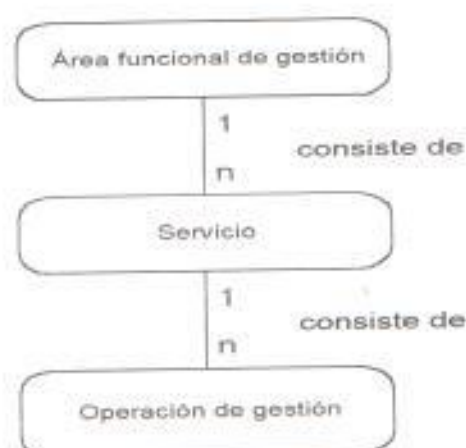 Área funcional de gestión
1
consiste de
n
Servicio
1
consiste de
n
Operación de gestión